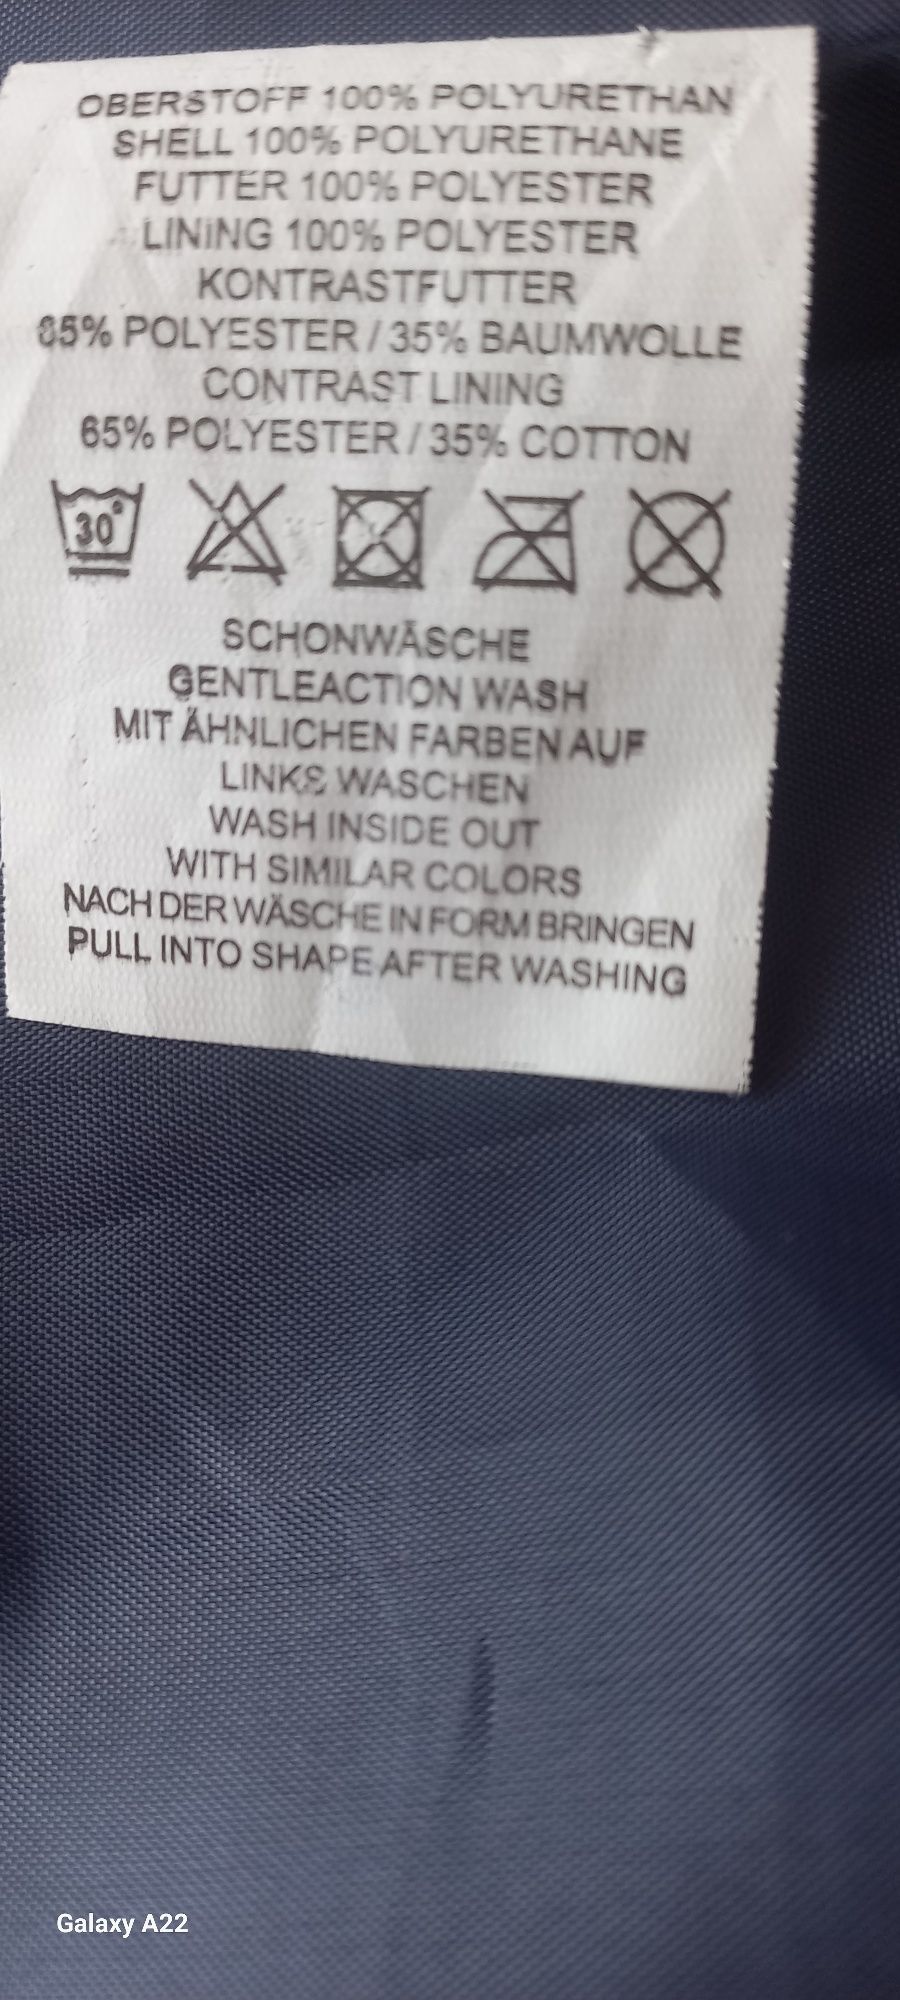 OBERSTOFF 100% POLYURETHAN
SHELL 100% POLYURETHANE
FUTTER 100% POLYESTER
LINING 100% POLYESTER
KONTRASTFUTTER
65% POLYESTER / 35% BAUMWOLLE
CONTRAST LINING
65% POLYESTER / 35% COTTON
30°
SCHONWÄSCHE
GENTLEACTION WASH
MIT ÄHNLICHEN FARBEN AUF
LINKS WASCHEN
WASH INSIDE OUT
WITH SIMILAR COLORS
NACH DER WÄSCHE IN FORM BRINGEN
PULL INTO SHAPE AFTER WASHING
Galaxy A22